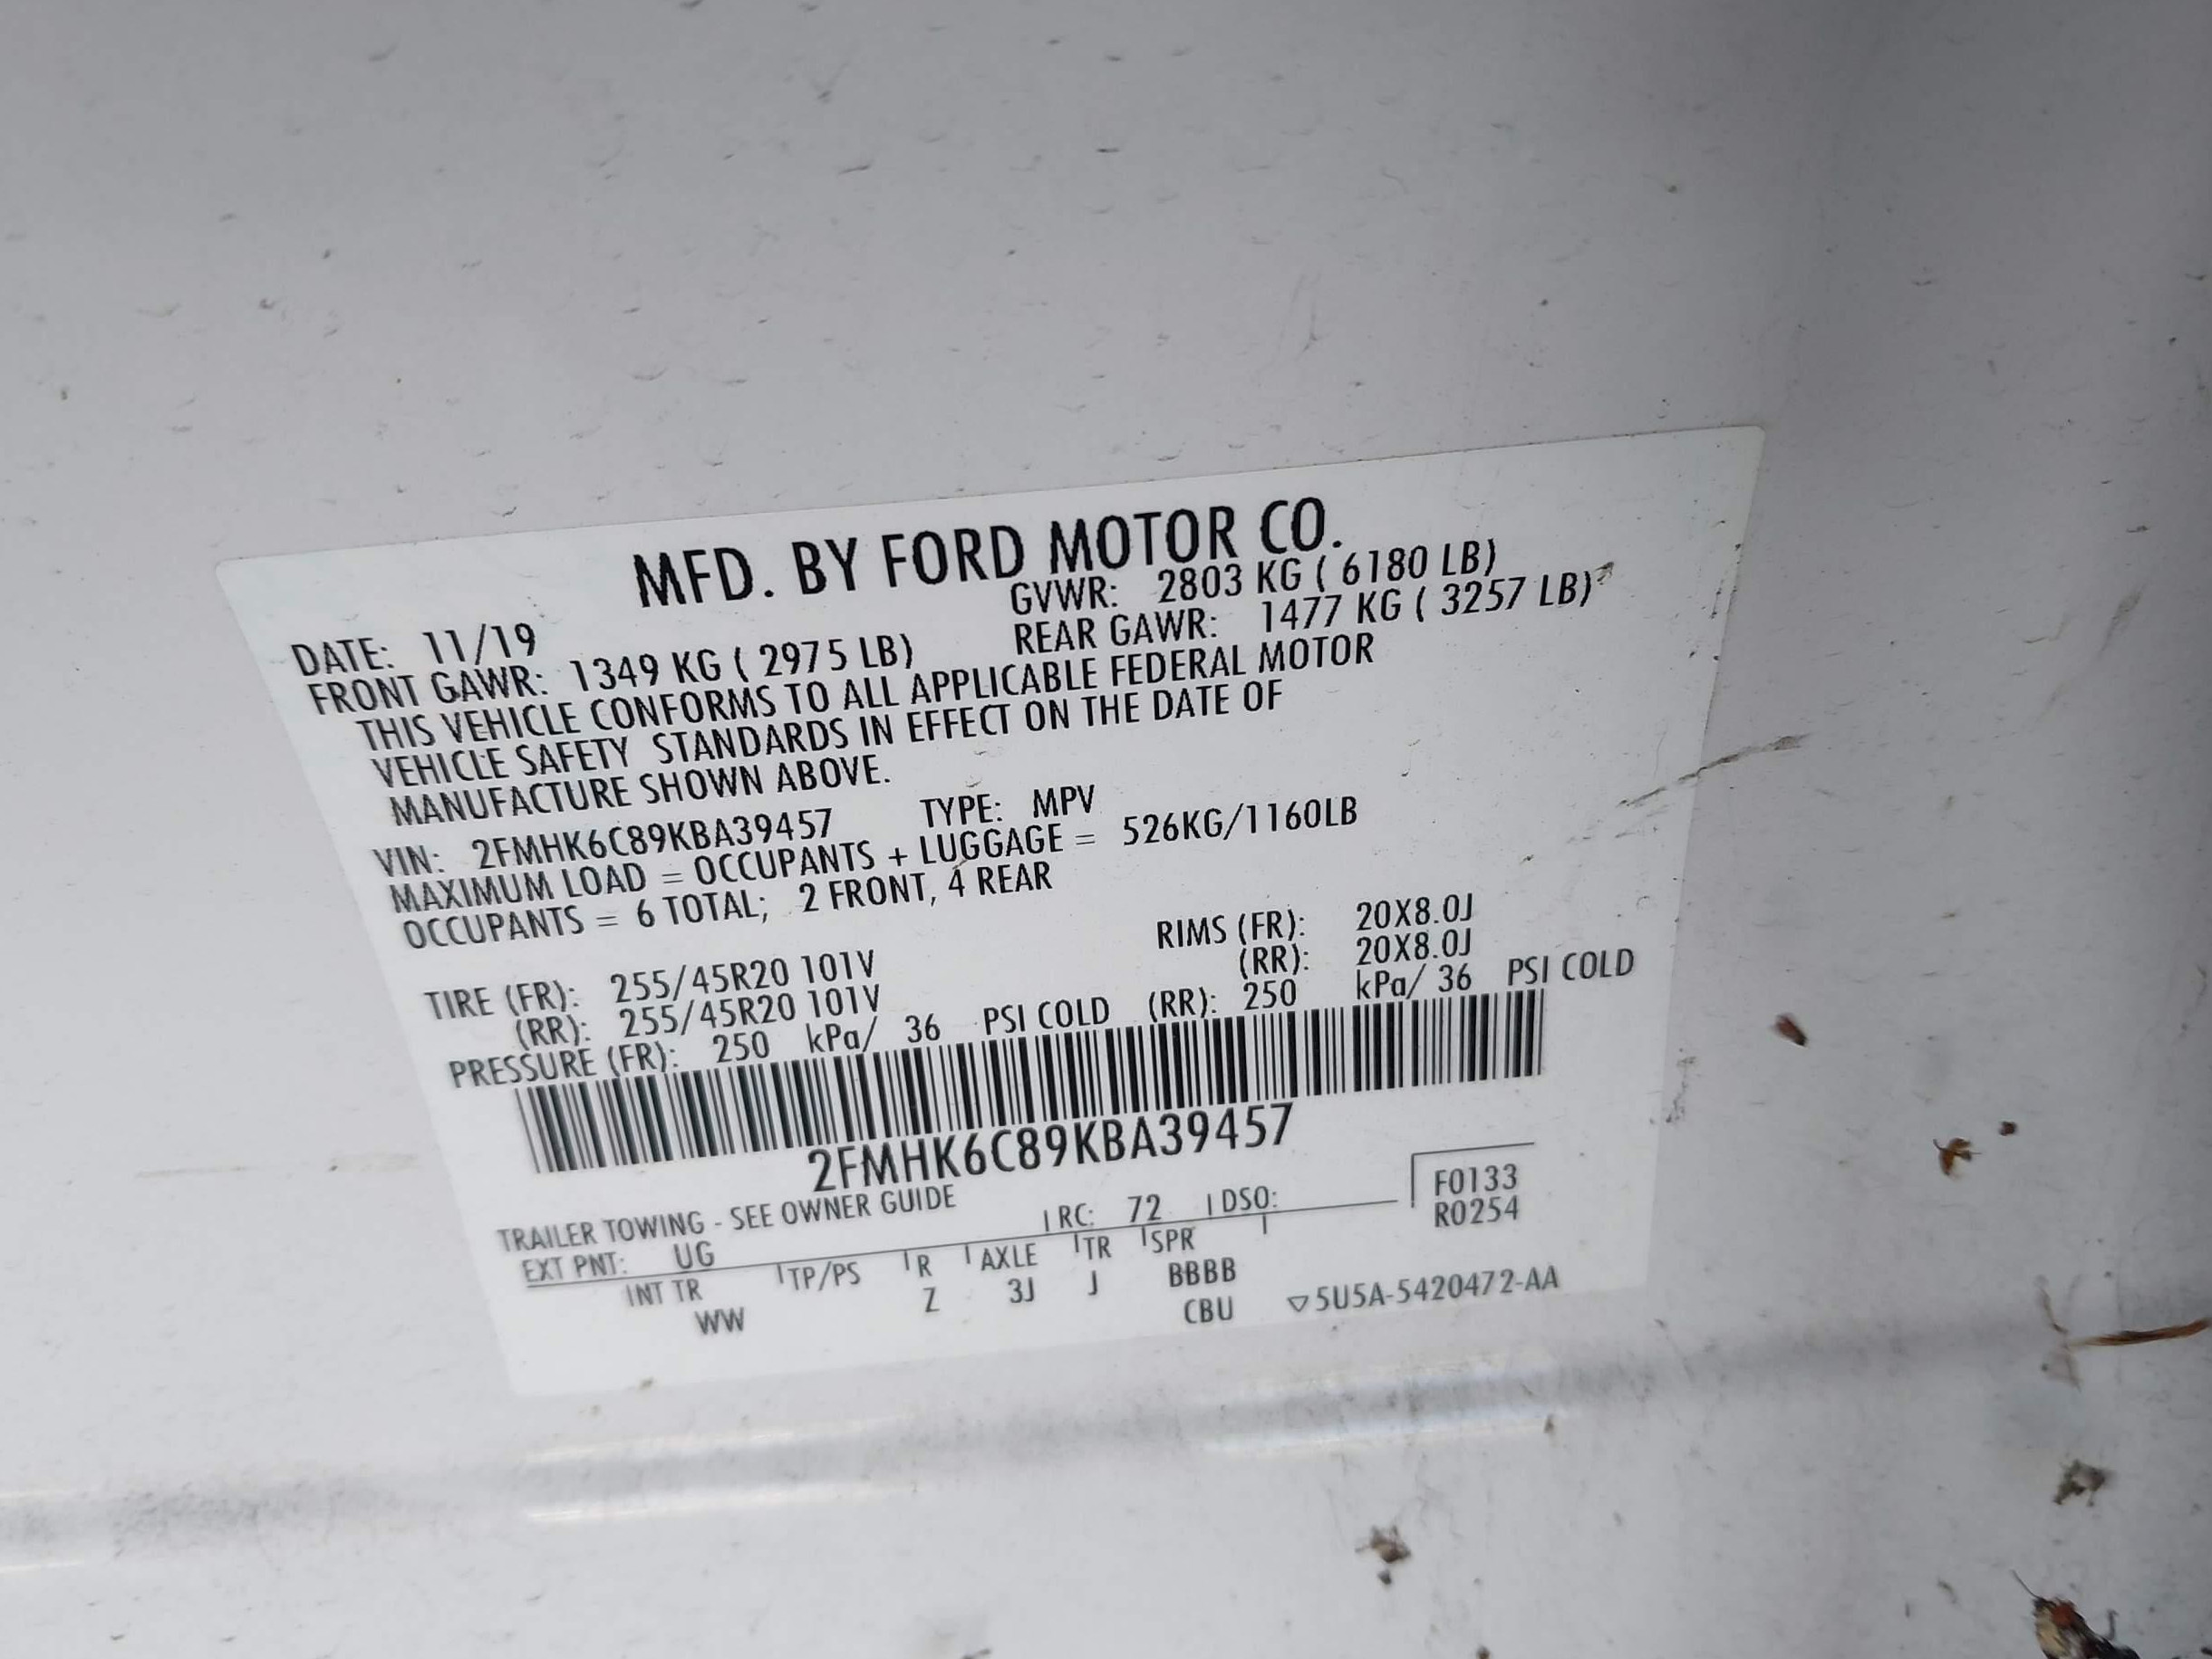 MFD. BY FORD MOTOR CO.
DATE: 11/19 GVWR: 2803 KG ( 6180 LB)
FRONT GAWR: 1349 KG ( 2975 LB) REAR GAWR: 1477 KG ( 3257 LB)
THIS VEHICLE CONFORMS TO ALL APPLICABLE FEDERAL MOTOR
VEHICLE SAFETY STANDARDS IN EFFECT ON THE DATE OF
MANUFACTURE SHOWN ABOVE.
VIN: 2FMHK6C89KBA39457 TYPE: MPV
MAXIMUM LOAD = OCCUPANTS + LUGGAGE = 526KG/1160LB
OCCUPANTS = 6 TOTAL; 2 FRONT, 4 REAR
TIRE (FR): 255/45R20 101V RIMS (FR): 20X8.0J
(RR): 255/45R20 101V (RR): 20X8.0J
PRESSURE (FR): 250 kPa/ 36 PSI COLD (RR): 250 kPa/ 36 PSI COLD
2FMHK6C89KBA39457
TRAILER TOWING - SEE OWNER GUIDE
F0133
R0254
EXT PNT: UG RC: 72 DSO:
INT TR TP/PS R AXLE TR SPR
WW Z 3J J BBBB
CBU ▽5U5A-5420472-AA